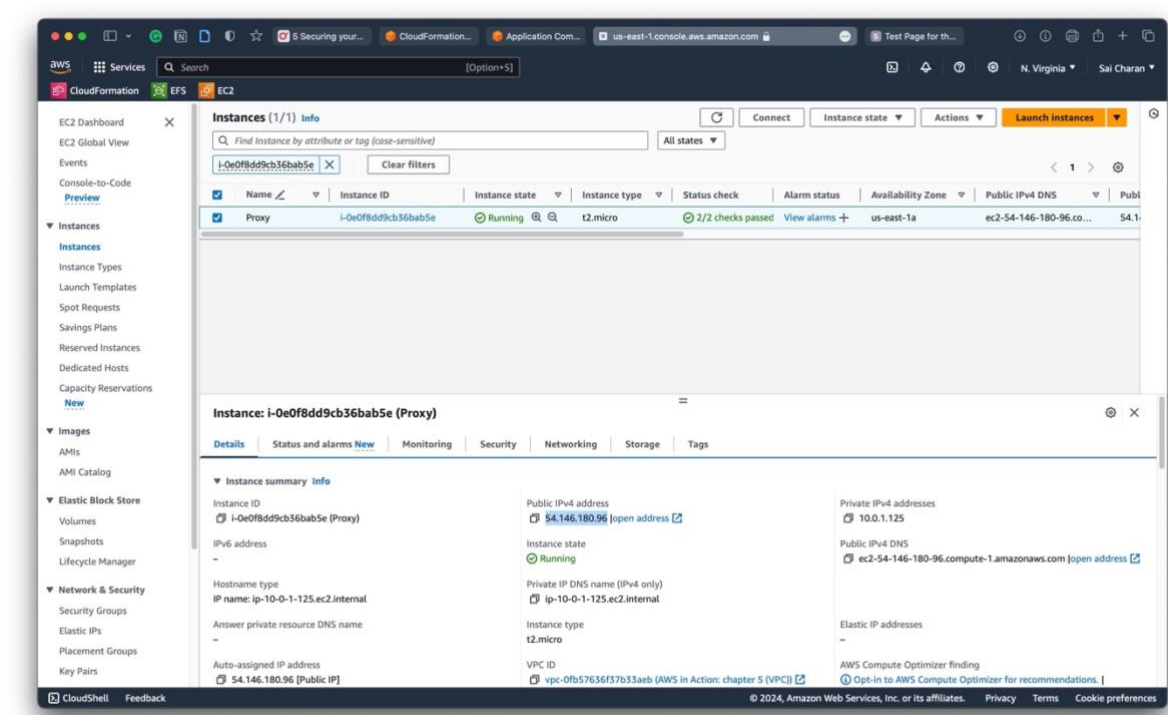 5 Securing your... CloudFormation... Application Com... us-east-1.console.aws.amazon.com Test Page for th...
aws Services Search [Option+S] N. Virginia Sai Charan
CloudFormation EFS EC2
EC2 Dashboard
EC2 Global View
Events
Console-to-Code
Preview
Instances
Instances
Instance Types
Launch Templates
Spot Requests
Savings Plans
Reserved Instances
Dedicated Hosts
Capacity Reservations
New
Images
AMIs
AMI Catalog
Elastic Block Store
Volumes
Snapshots
Lifecycle Manager
Network & Security
Security Groups
Elastic IPs
Placement Groups
Key Pairs
Instances (1/1) Info Connect Instance state Actions Launch instances
Find Instance by attribute or tag (case-sensitive) All states
i-0e0f8dd9cb36bab5e Clear filters 1
Name Instance ID Instance state Instance type Status check Alarm status Availability Zone Public IPv4 DNS Publ
Proxy i-0e0f8dd9cb36bab5e Running t2.micro 2/2 checks passed View alarms + us-east-1a ec2-54-146-180-96.co... 54.1
Instance: i-0e0f8dd9cb36bab5e (Proxy)
Details Status and alarms New Monitoring Security Networking Storage Tags
Instance summary Info
Instance ID Public IPv4 address Private IPv4 addresses
i-0e0f8dd9cb36bab5e (Proxy) 54.146.180.96 |open address 10.0.1.125
IPv6 address Instance state Public IPv4 DNS
– Running ec2-54-146-180-96.compute-1.amazonaws.com |open address
Hostname type Private IP DNS name (IPv4 only)
IP name: ip-10-0-1-125.ec2.internal ip-10-0-1-125.ec2.internal
Answer private resource DNS name Instance type Elastic IP addresses
– t2.micro –
Auto-assigned IP address VPC ID AWS Compute Optimizer finding
54.146.180.96 [Public IP] vpc-0fb57636f37b33aeb (AWS in Action: chapter 5 (VPC)) Opt-in to AWS Compute Optimizer for recommendations. |
CloudShell Feedback © 2024, Amazon Web Services, Inc. or its affiliates. Privacy Terms Cookie preferences